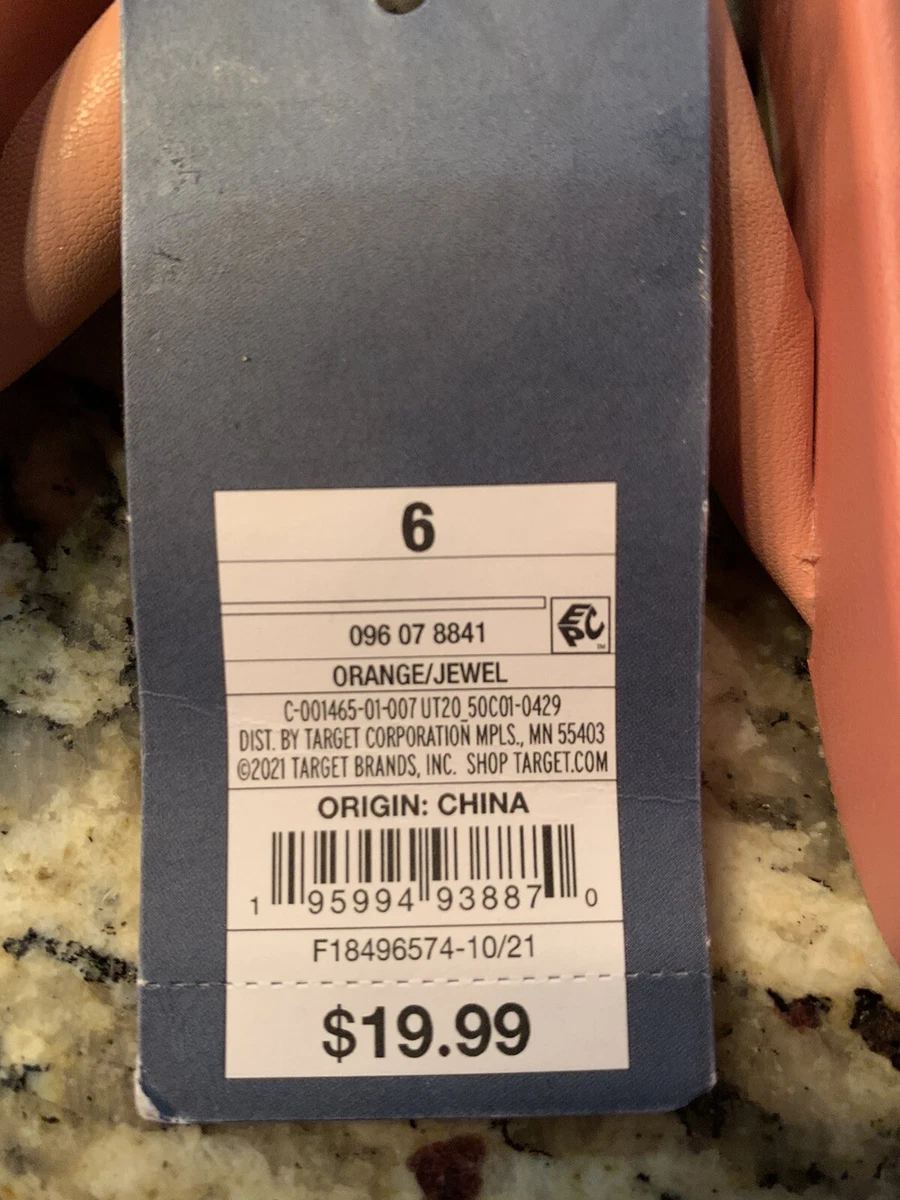 6
096 07 8841
EPC
TM
ORANGE/JEWEL
C-001465-01-007 UT20_50C01-0429
DIST. BY TARGET CORPORATION MPLS., MN 55403
©2021 TARGET BRANDS, INC. SHOP TARGET.COM
ORIGIN: CHINA
1 95994 93887 0
F18496574-10/21
$19.99